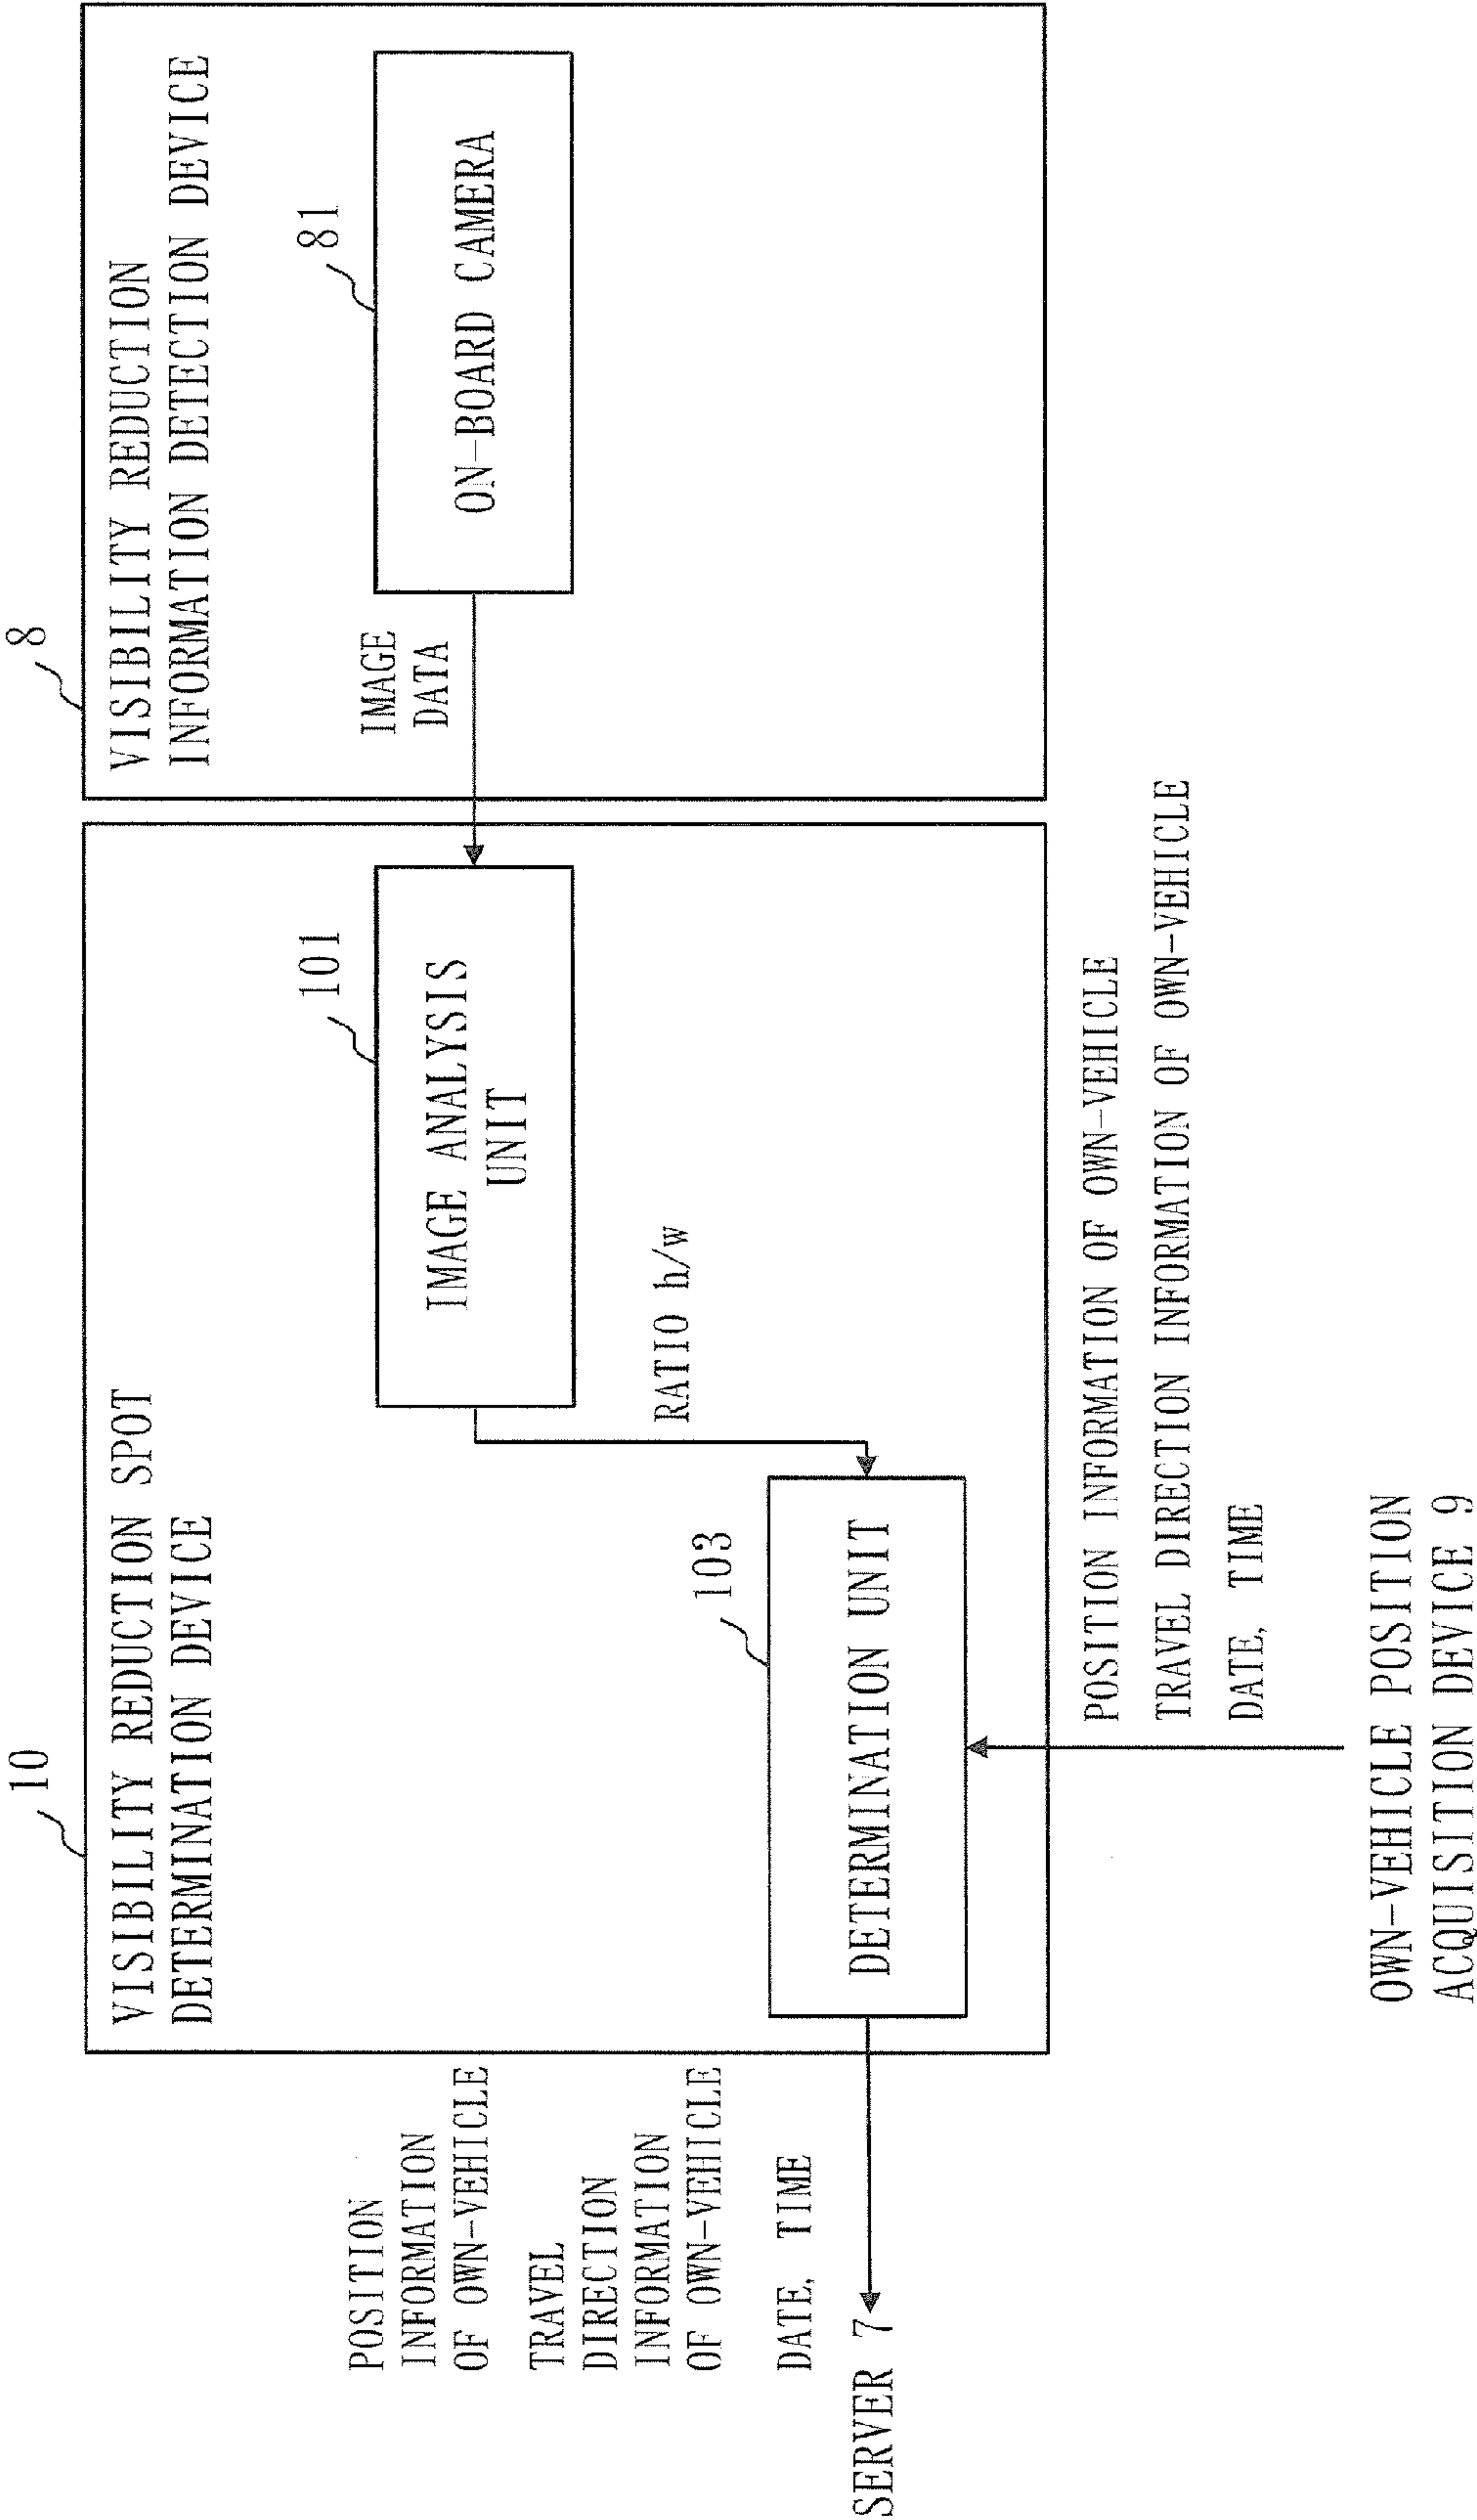 10
VISIBILITY REDUCTION SPOT
DETERMINATION DEVICE
8
VISIBILITY REDUCTION
INFORMATION DETECTION DEVICE
101
IMAGE ANALYSIS
UNIT
IMAGE
DATA
81
ON-BOARD CAMERA
RATIO h/w
103
DETERMINATION UNIT
POSITION
INFORMATION
OF OWN-VEHICLE
TRAVEL
DIRECTION
INFORMATION
OF OWN-VEHICLE
DATE, TIME
SERVER 7
POSITION INFORMATION OF OWN-VEHICLE
TRAVEL DIRECTION INFORMATION OF OWN-VEHICLE
DATE, TIME
OWN-VEHICLE POSITION
ACQUISITION DEVICE 9